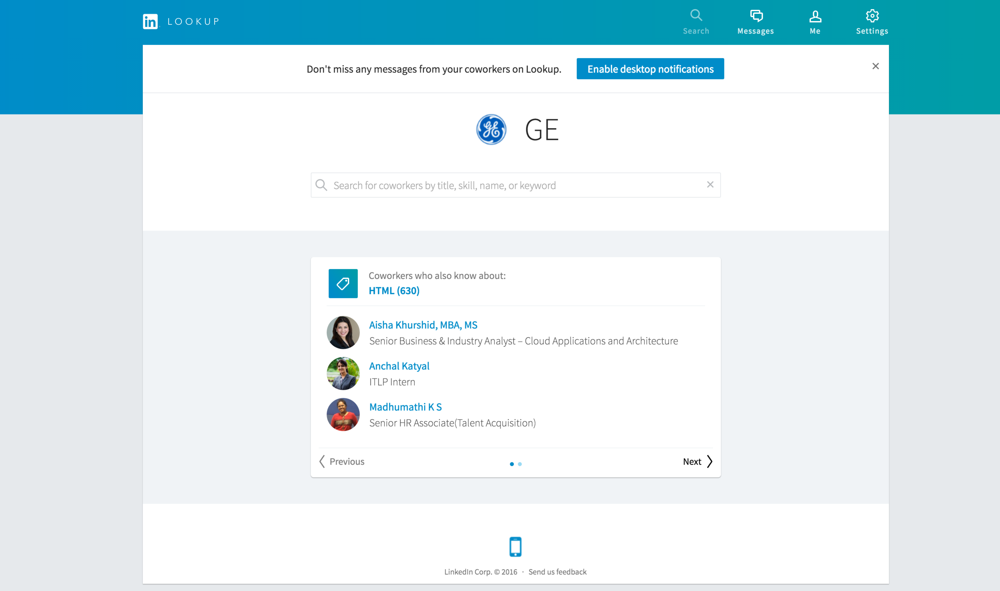 in LOOKUP
Search
Messages
Me
Settings
Don't miss any messages from your coworkers on Lookup.
Enable desktop notifications
GE
Search for coworkers by title, skill, name, or keyword
Coworkers who also know about:
HTML (630)
Aisha Khurshid, MBA, MS
Senior Business & Industry Analyst – Cloud Applications and Architecture
Anchal Katyal
ITLP Intern
Madhumathi K S
Senior HR Associate(Talent Acquisition)
Previous
Next
LinkedIn Corp. © 2016 · Send us feedback